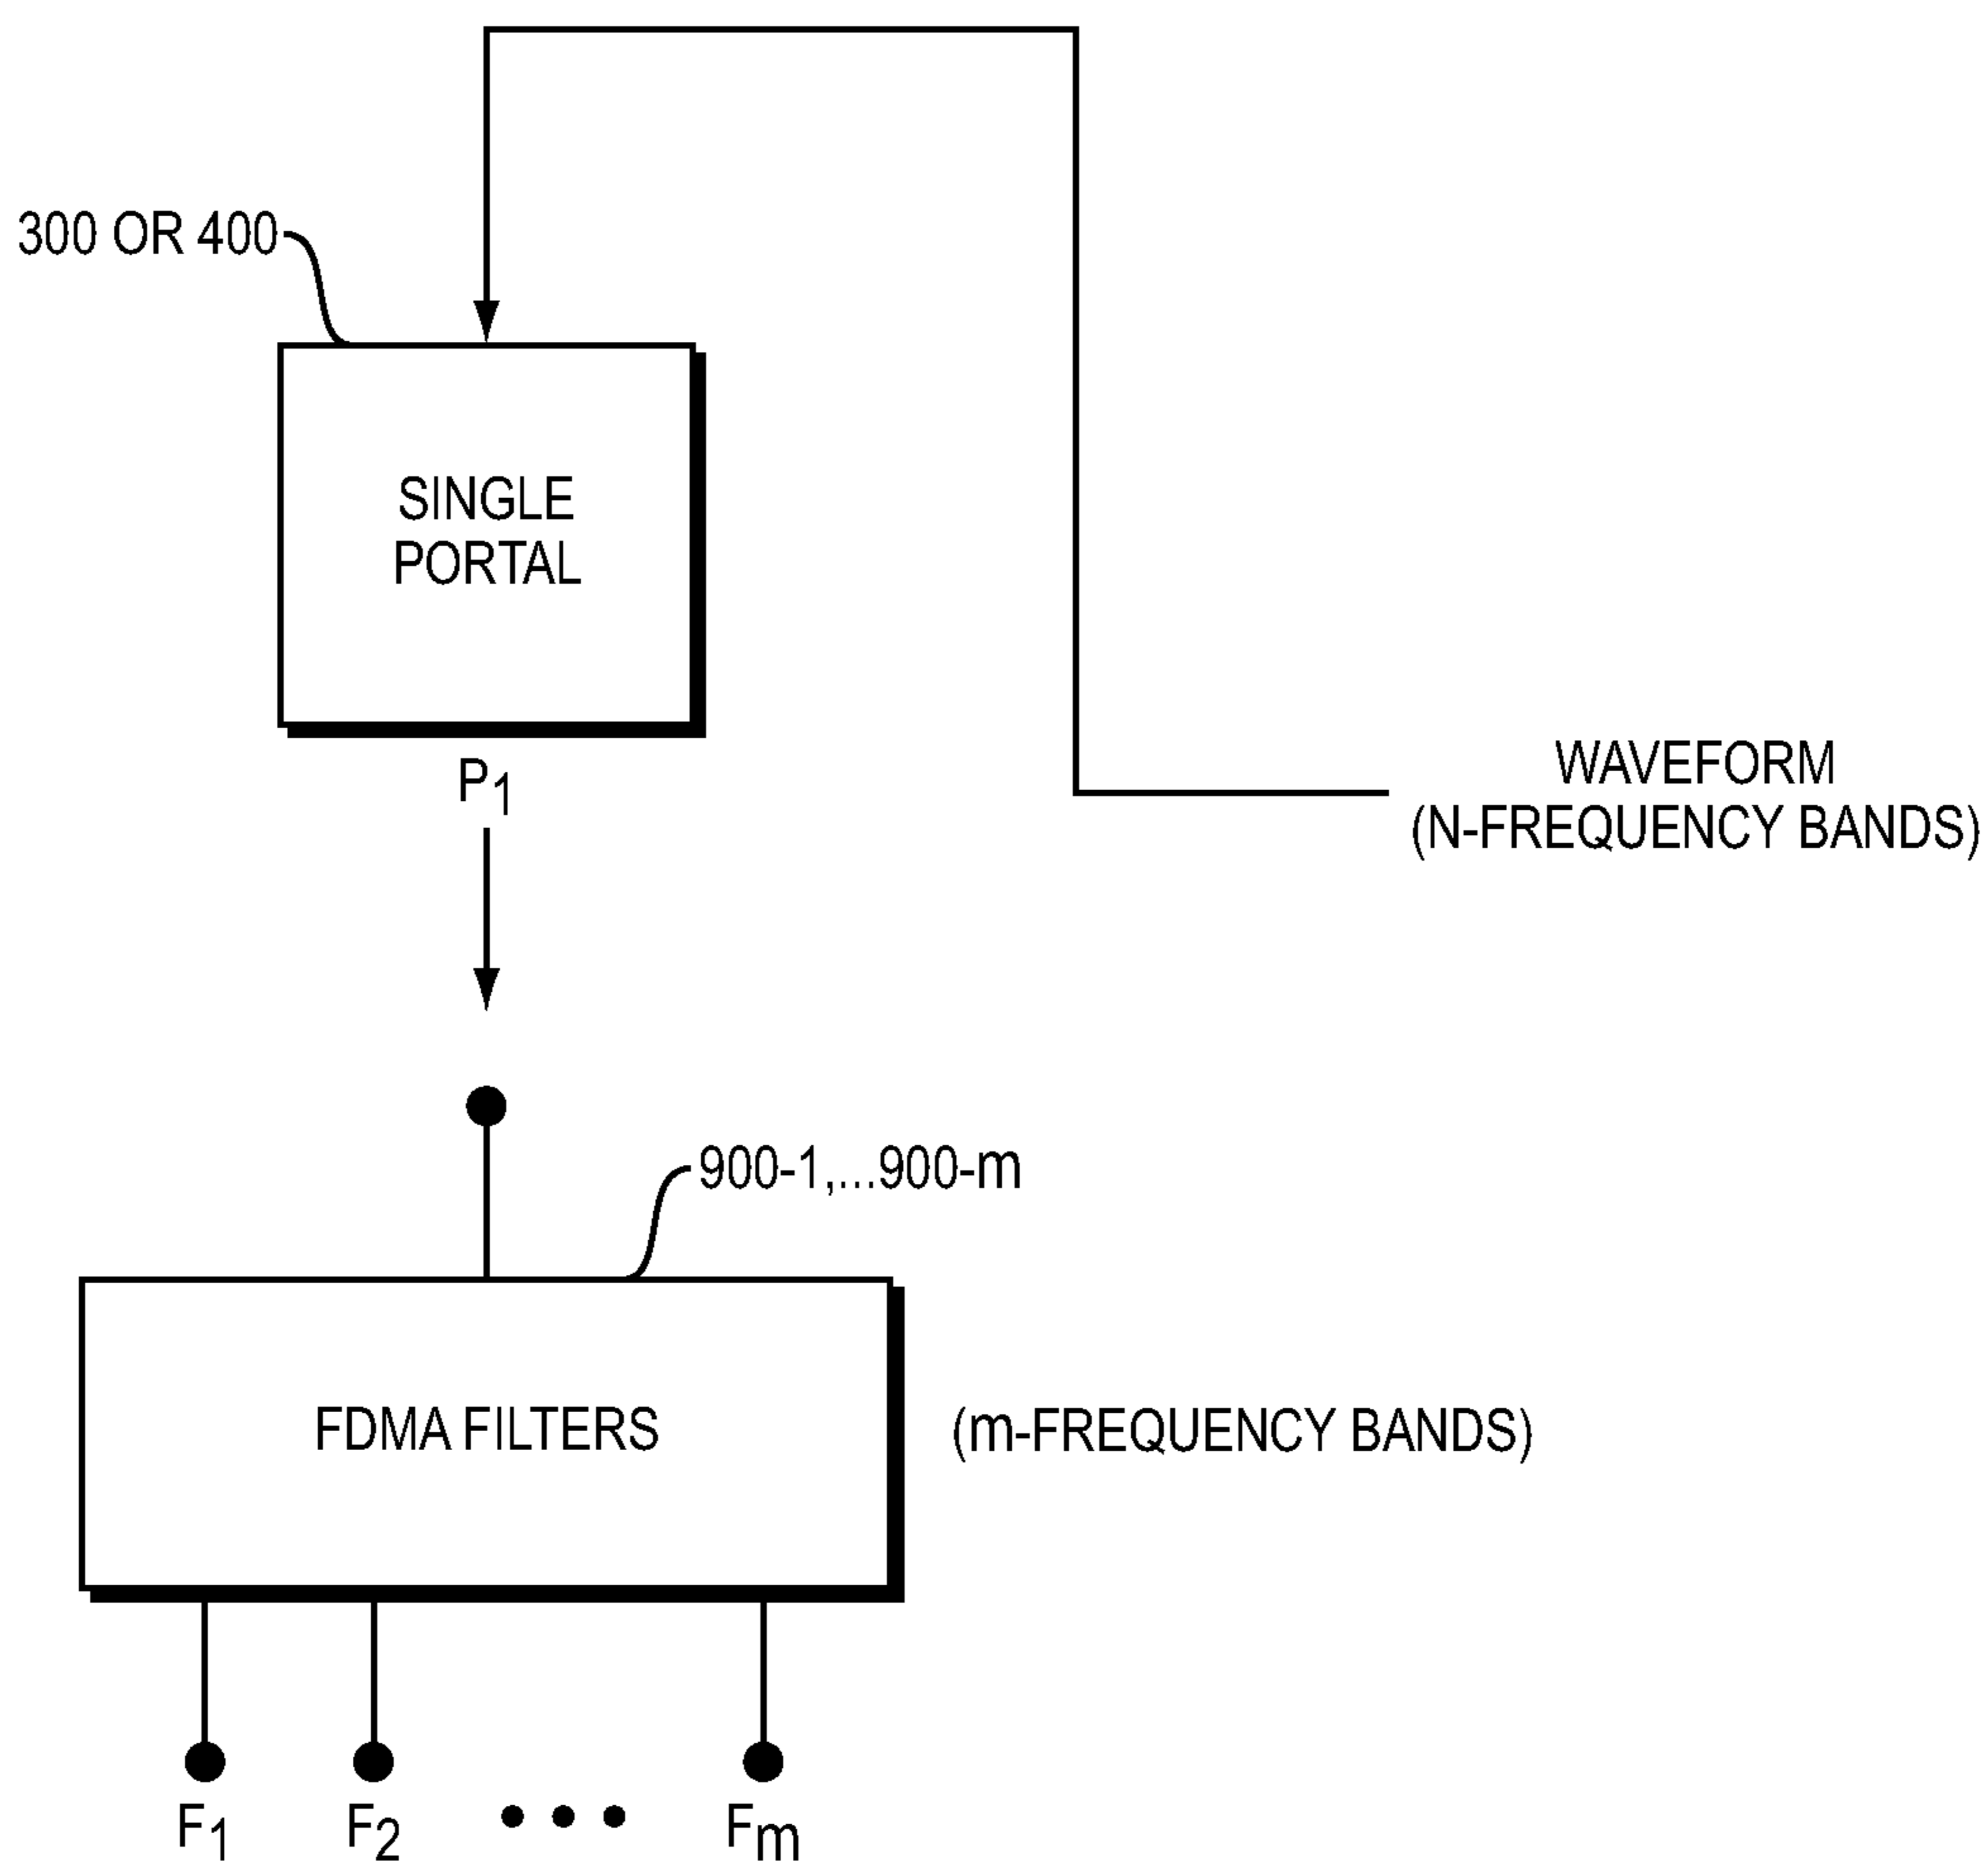 300 OR 400
SINGLE
PORTAL
P1
WAVEFORM
(N-FREQUENCY BANDS)
900-1,...900-m
FDMA FILTERS
(m-FREQUENCY BANDS)
F1 F2 ••• Fm